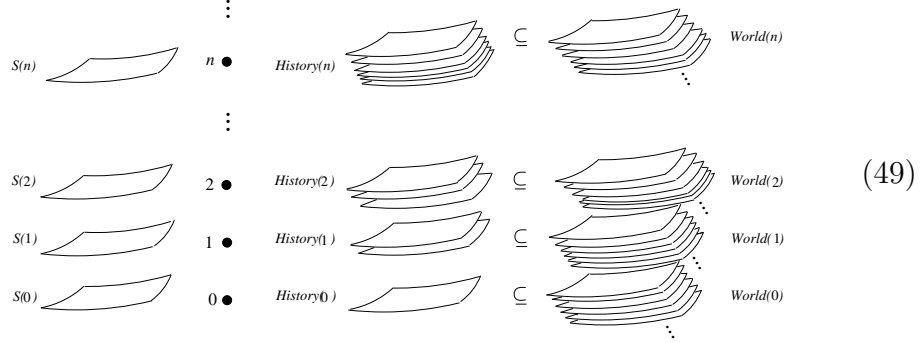 ⋮
S(n) n ● History(n) ⊆ World(n) ⋱
⋮
S(2) 2 ● History(2) ⊆ World(2) ⋱ (49)
S(1) 1 ● History(1) ⊆ World(1) ⋱
S(0) 0 ● History(0) ⊆ World(0) ⋱